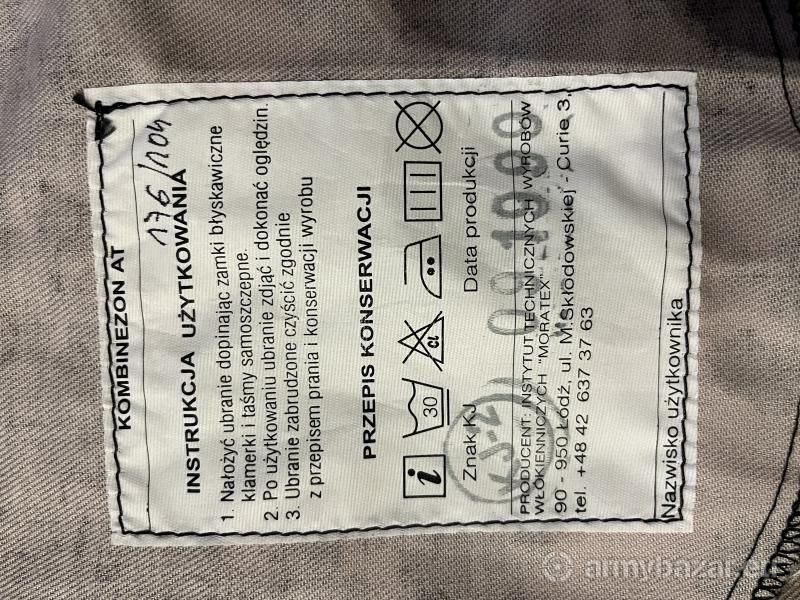 KOMBINEZON AT
176/104
INSTRUKCJA UŻYTKOWANIA
1. Nałożyć ubranie dopinając zamki błyskawiczne
klamerki i taśmy samoszczepne.
2. Po użytkowaniu ubranie zdjąć i dokonać oględzin.
3. Ubranie zabrudzone czyścić zgodnie
z przepisem prania i konserwacji wyrobu
PRZEPIS KONSERWACJI
i 30 cl
Znak KJ Data produkcji
KJ-2
PRODUCENT: INSTYTUT TECHNICZNYCH WYROBÓW
WŁÓKIENNICZYCH "MORATEX"
90 - 950 Łódź, ul. M. Skłodowskiej - Curie 3.
tel. +48 42 637 37 63
Nazwisko użytkownika
armybazar.eu